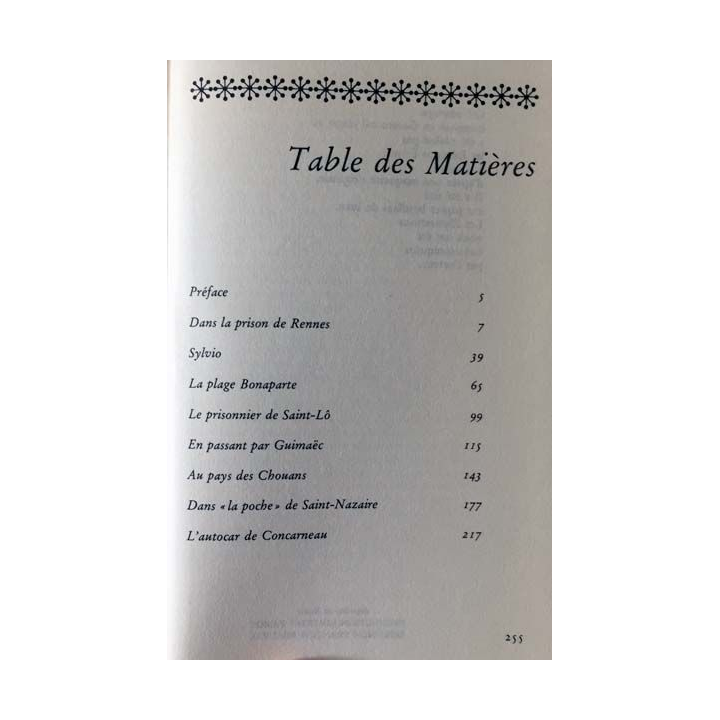 Table des Matières
Préface 5
Dans la prison de Rennes 7
Sylvio 39
La plage Bonaparte 65
Le prisonnier de Saint-Lô 99
En passant par Guimaëc 115
Au pays des Chouans 143
Dans «la poche» de Saint-Nazaire 177
L'autocar de Concarneau 217
255